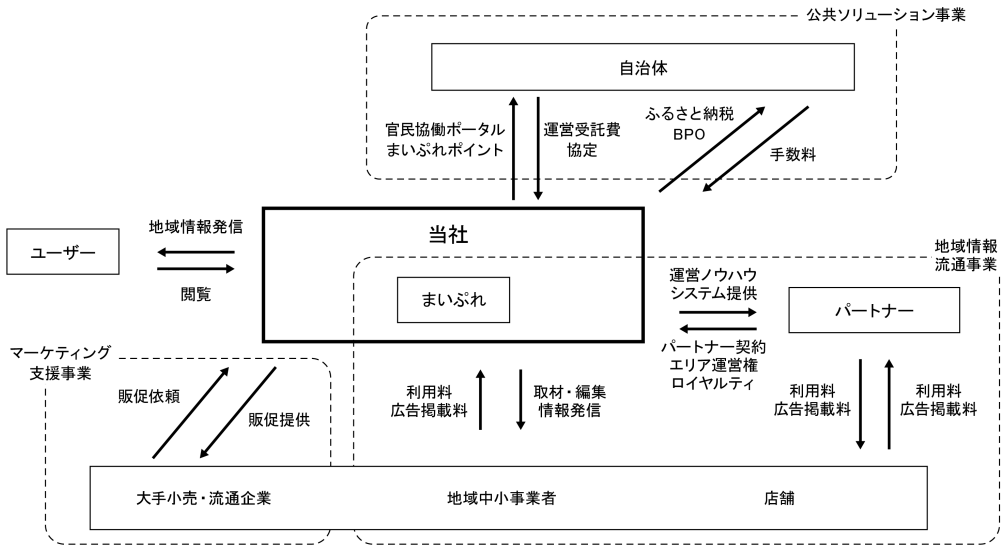 公共ソリューション事業
自治体
官民協働ポータル
まいぷれポイント
運営受託費
協定
ふるさと納税
BPO
手数料
当社
地域情報発信
ユーザー
閲覧
まいぷれ
地域情報
流通事業
運営ノウハウ
システム提供
パートナー
パートナー契約
エリア運営権
ロイヤルティ
マーケティング
支援事業
販促依頼
販促提供
利用料
広告掲載料
取材・編集
情報発信
利用料
広告掲載料
利用料
広告掲載料
大手小売・流通企業
地域中小事業者
店舗